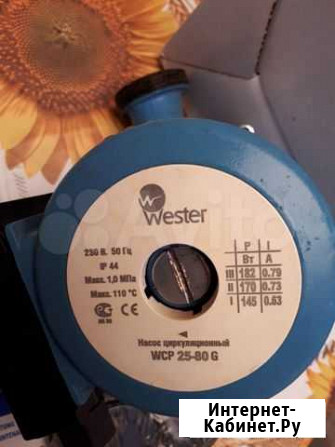 Wester
230 В. 50 Гц
IP 44
Макс. 1,0 МПа
Макс. 110 °C
P I
Вт А
III 182 0.79
II 170 0.73
I 145 0.63
Насос циркуляционный
WCP 25-80 G
Интернет-
Кабинет.Ру